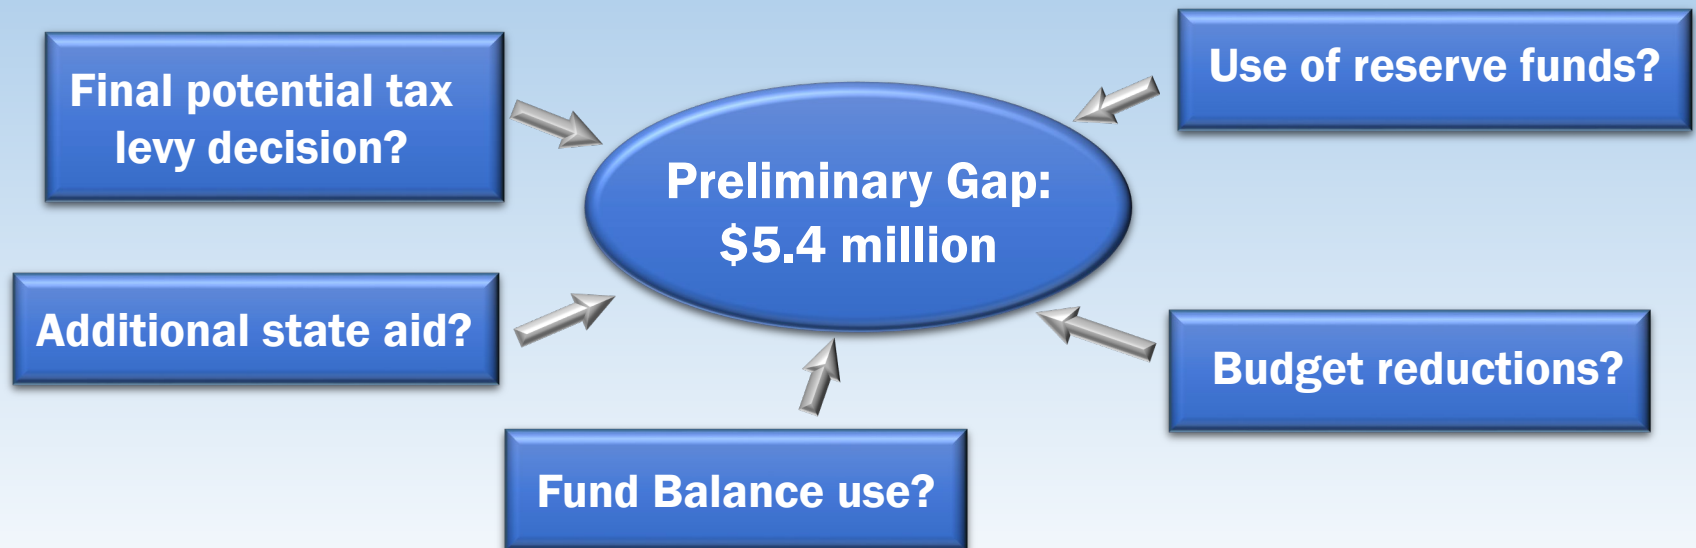 Final potential tax
levy decision?
Use of reserve funds?
Preliminary Gap:
$5.4 million
Additional state aid?
Budget reductions?
Fund Balance use?